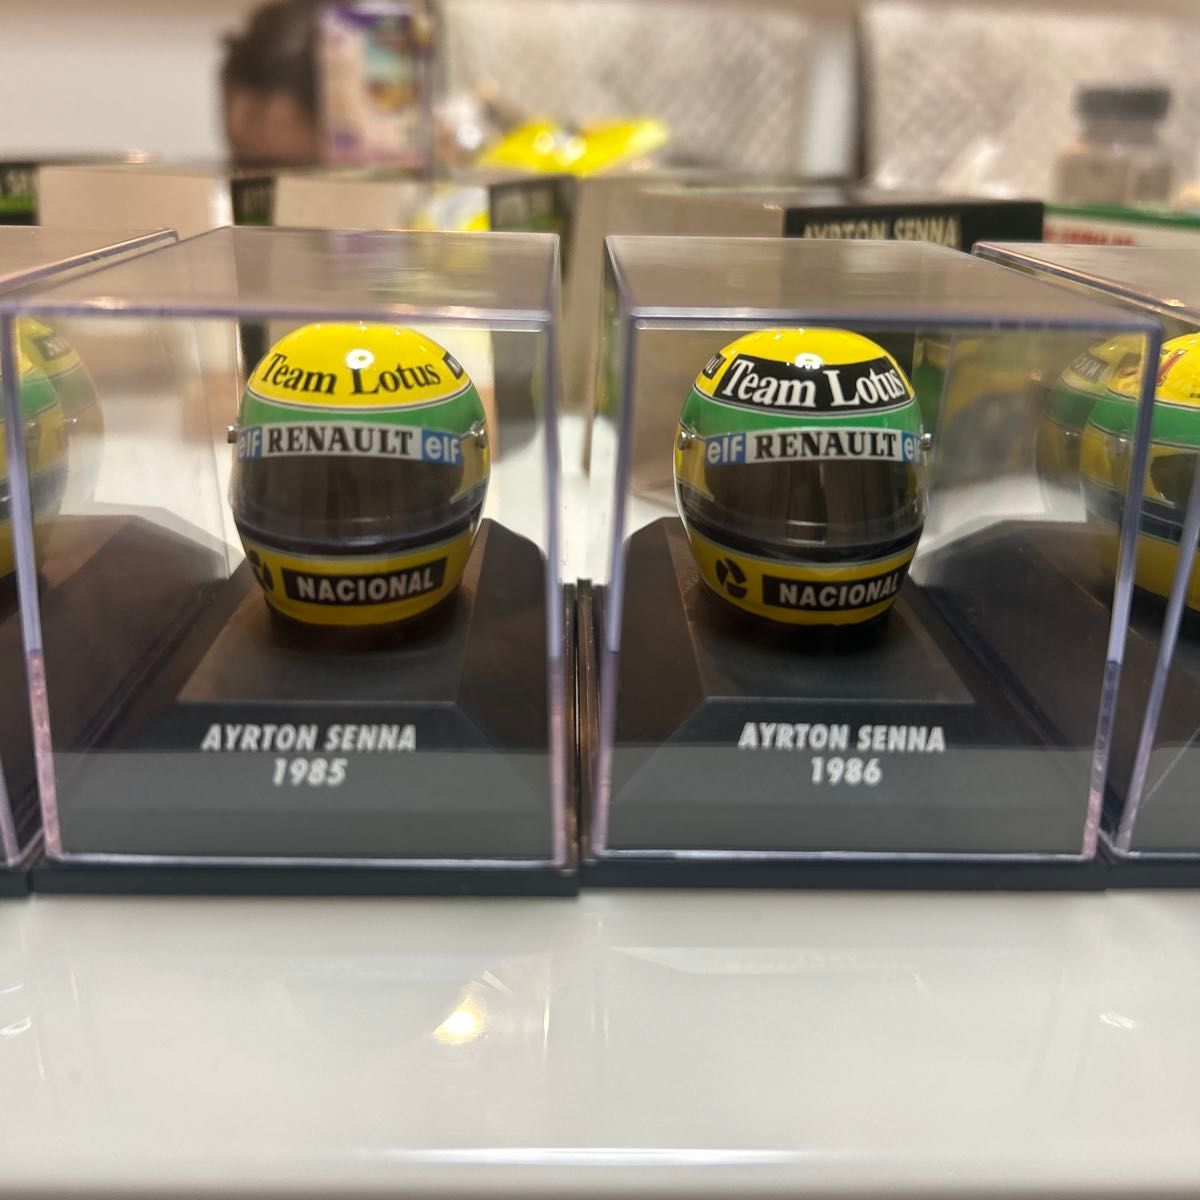 AYRTON SENNA
Team Lotus
elf RENAULT elf
NACIONAL
AYRTON SENNA
1985
Team Lotus
elf RENAULT elf
NACIONAL
AYRTON SENNA
1986